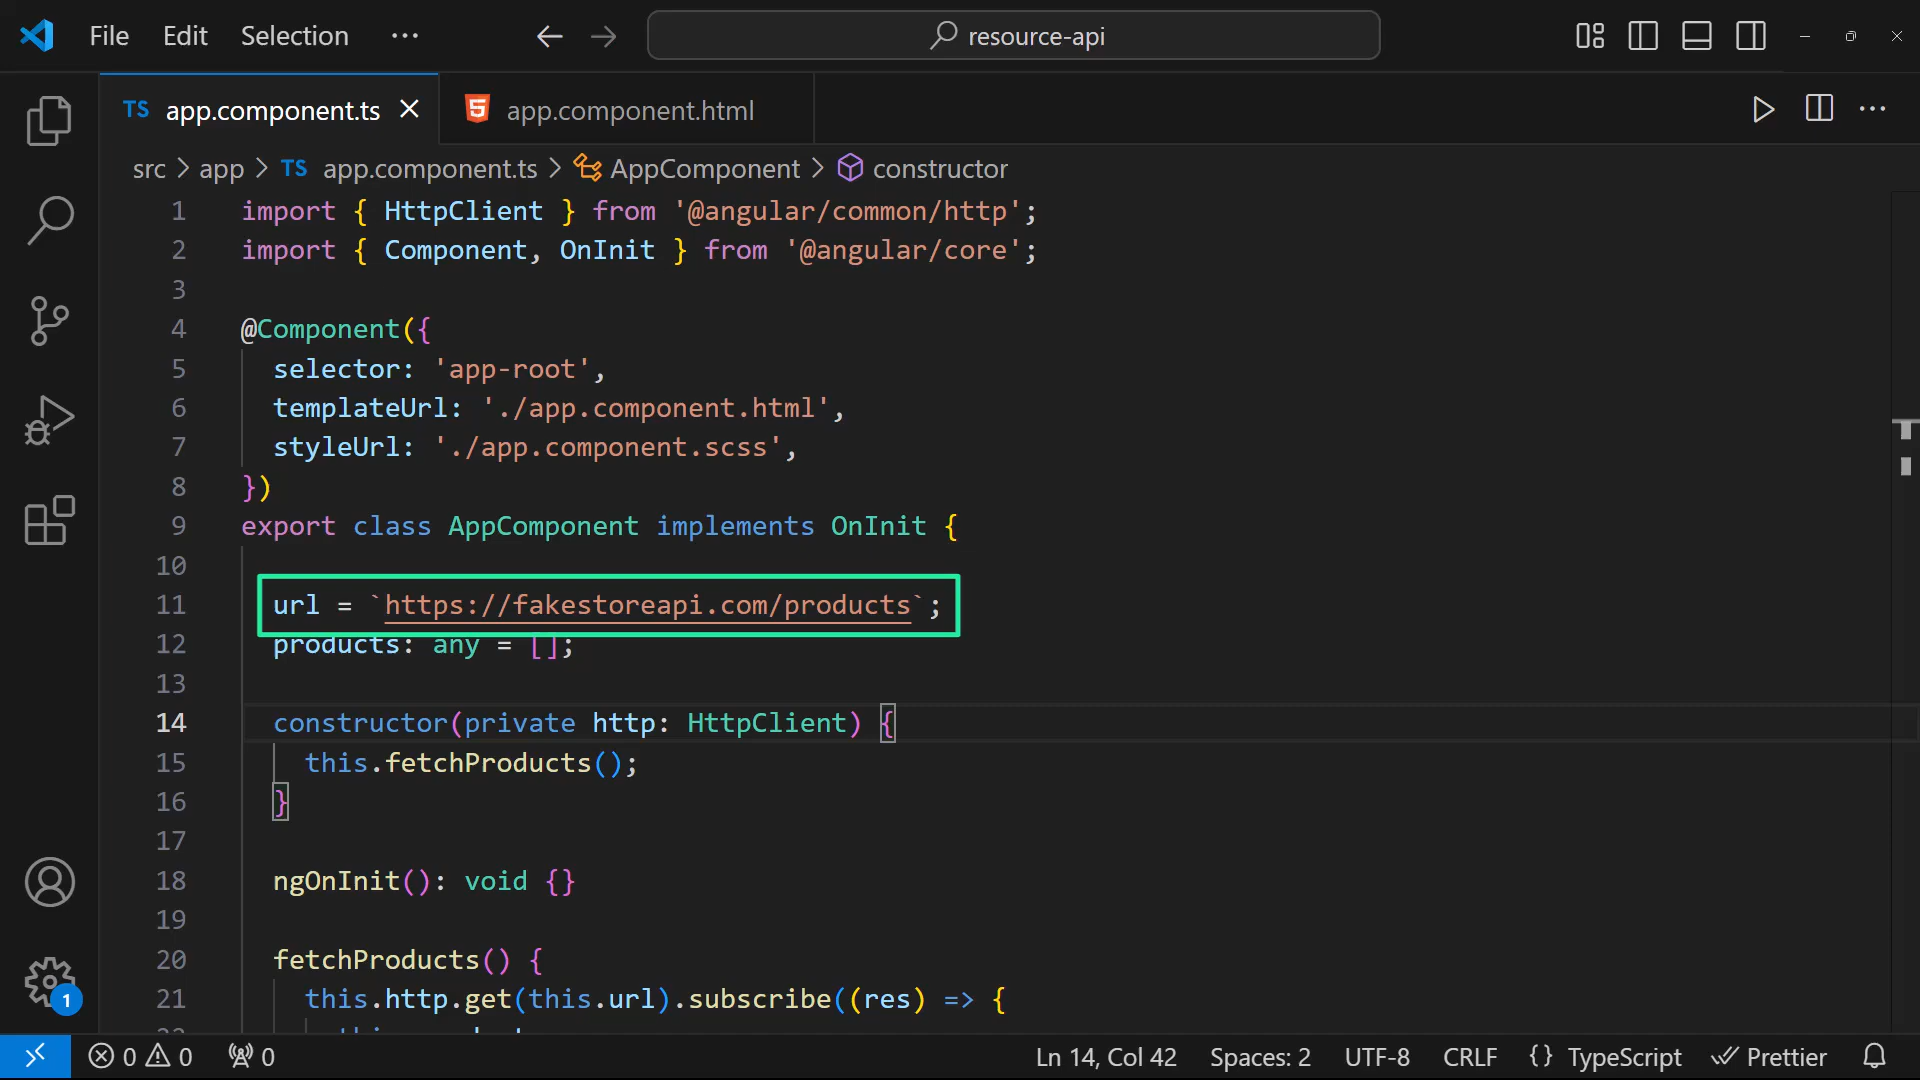 File Edit Selection ···
resource-api
TS app.component.ts
app.component.html
src > app > TS app.component.ts > AppComponent > constructor
1 import { HttpClient } from '@angular/common/http';
2 import { Component, OnInit } from '@angular/core';
3
4 @Component({
5 selector: 'app-root',
6 templateUrl: './app.component.html',
7 styleUrl: './app.component.scss',
8 })
9 export class AppComponent implements OnInit {
10
11 url = `https://fakestoreapi.com/products`;
12 products: any = [];
13
14 constructor(private http: HttpClient) {
15 this.fetchProducts();
16 }
17
18 ngOnInit(): void {}
19
20 fetchProducts() {
21 this.http.get(this.url).subscribe((res) => {
1
0 0 0
Ln 14, Col 42 Spaces: 2 UTF-8 CRLF {} TypeScript Prettier